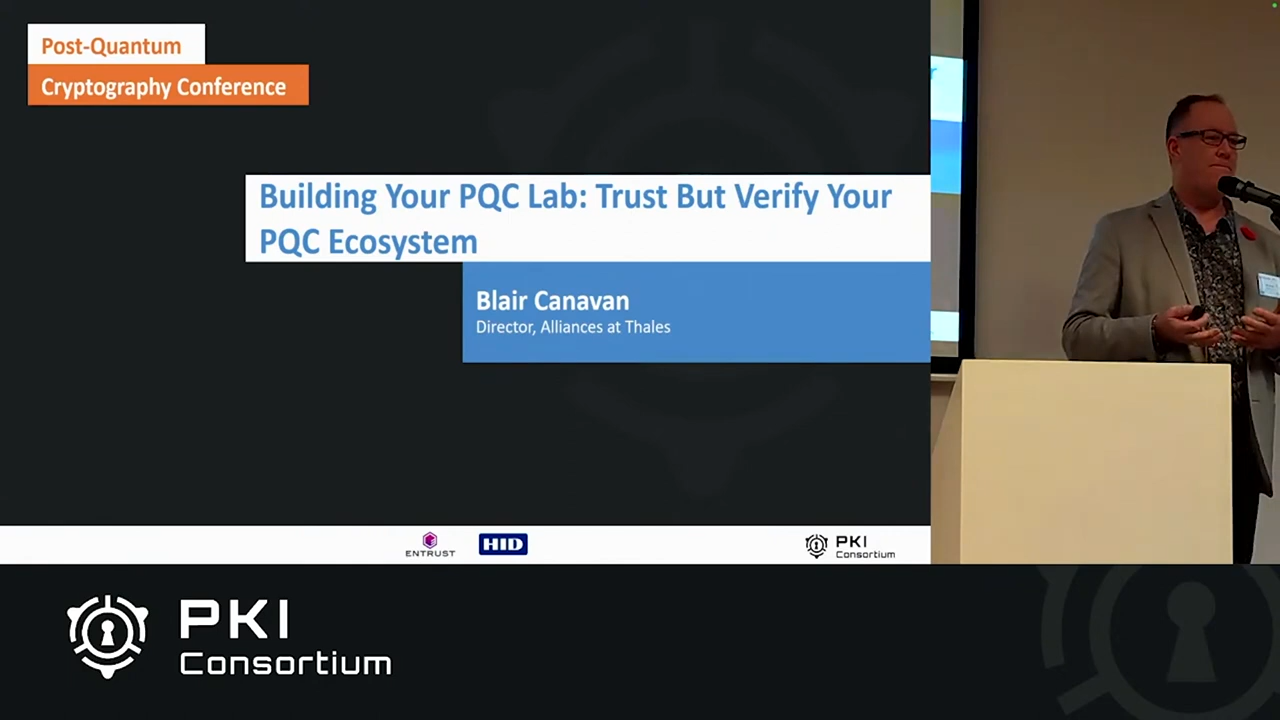 Post-Quantum
Cryptography Conference
Building Your PQC Lab: Trust But Verify Your
PQC Ecosystem
Blair Canavan
Director, Alliances at Thales
ENTRUST
HID
PKI
Consortium
PKI
Consortium